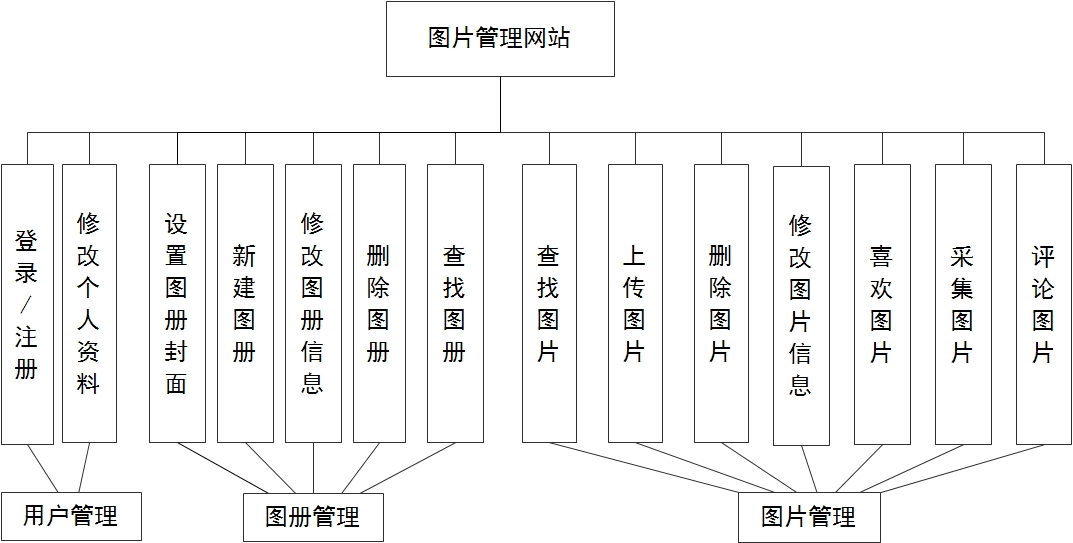 图片管理网站
登录/注册
修改个人资料
设置图册封面
新建图册
修改图册信息
删除图册
查找图册
查找图片
上传图片
删除图片
修改图片信息
喜欢图片
采集图片
评论图片
用户管理
图册管理
图片管理